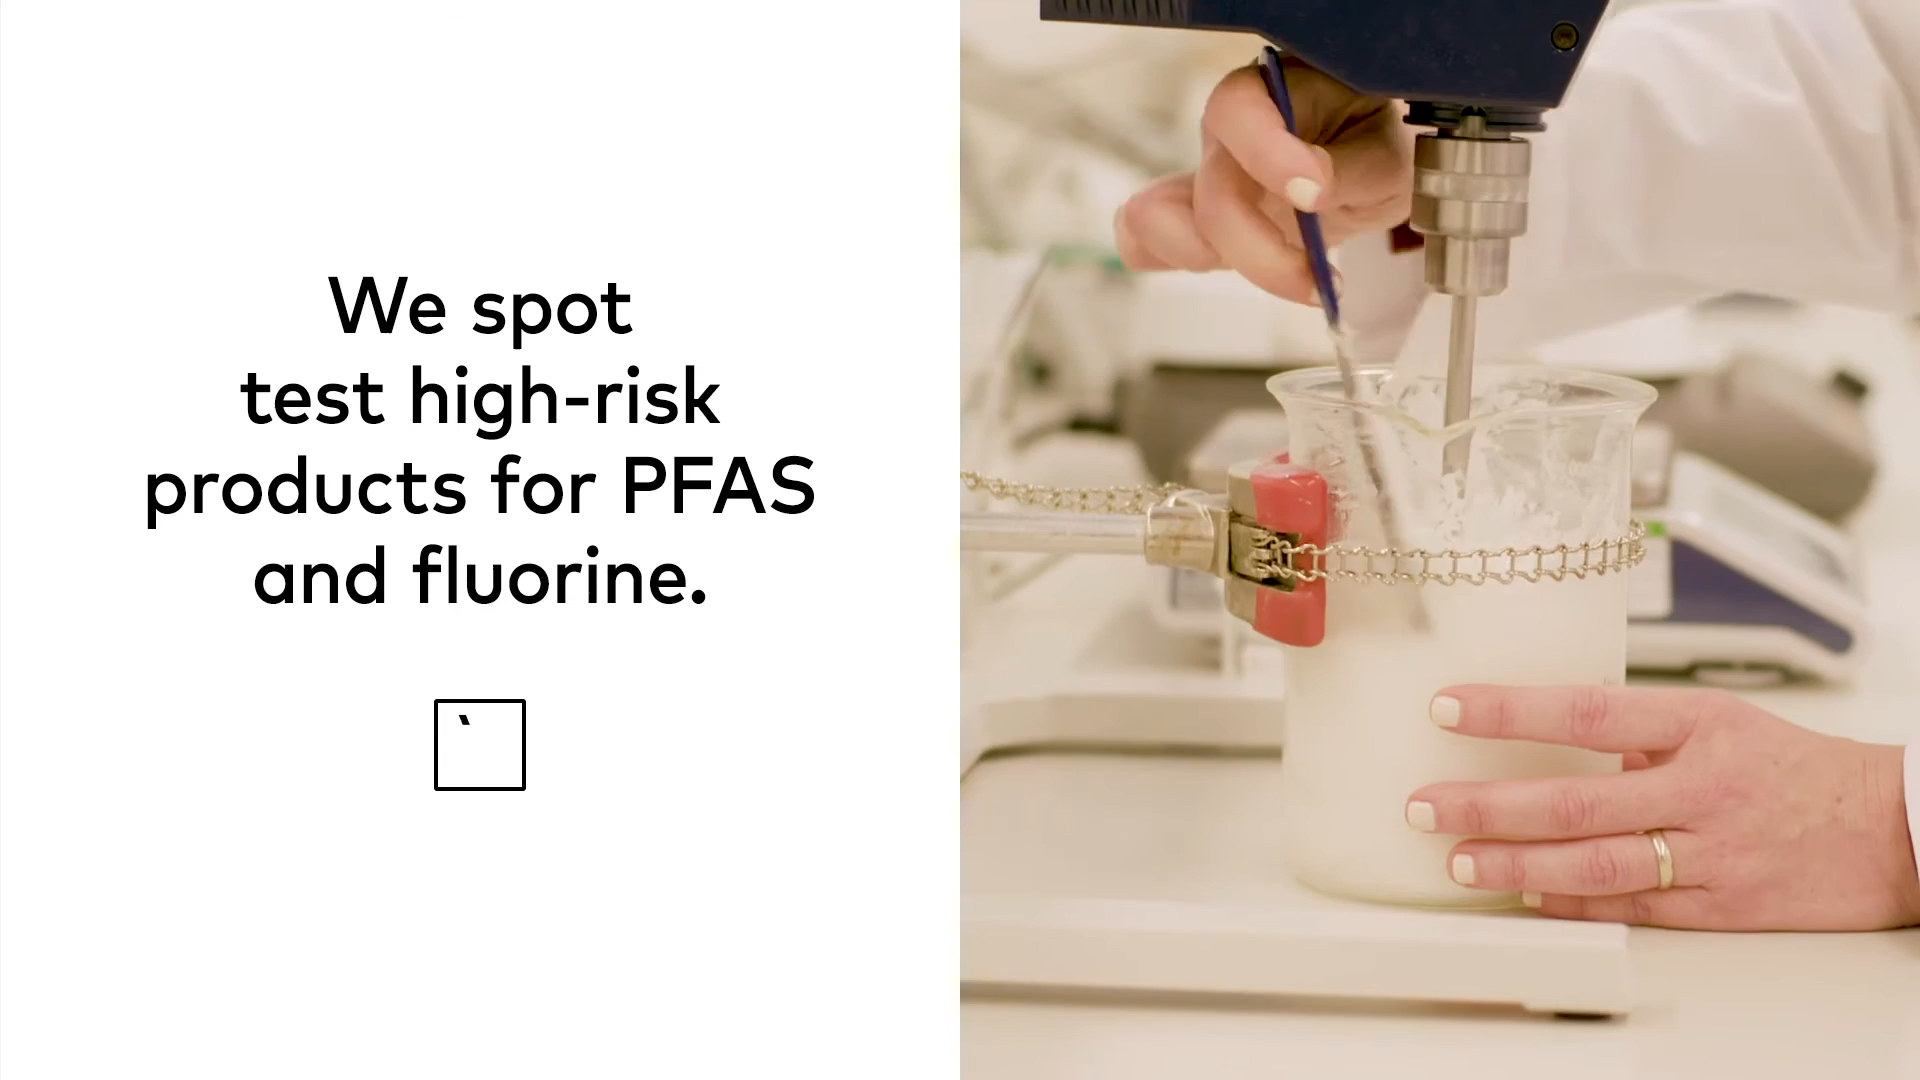 We spot
test high-risk
products for PFAS
and fluorine.